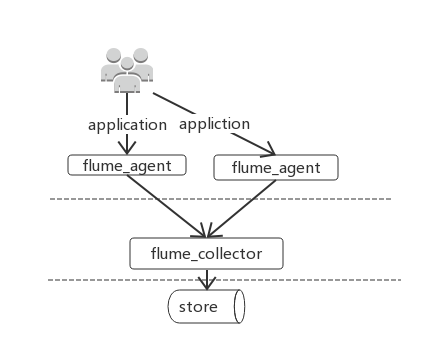 application
appliction
flume_agent
flume_agent
flume_collector
store